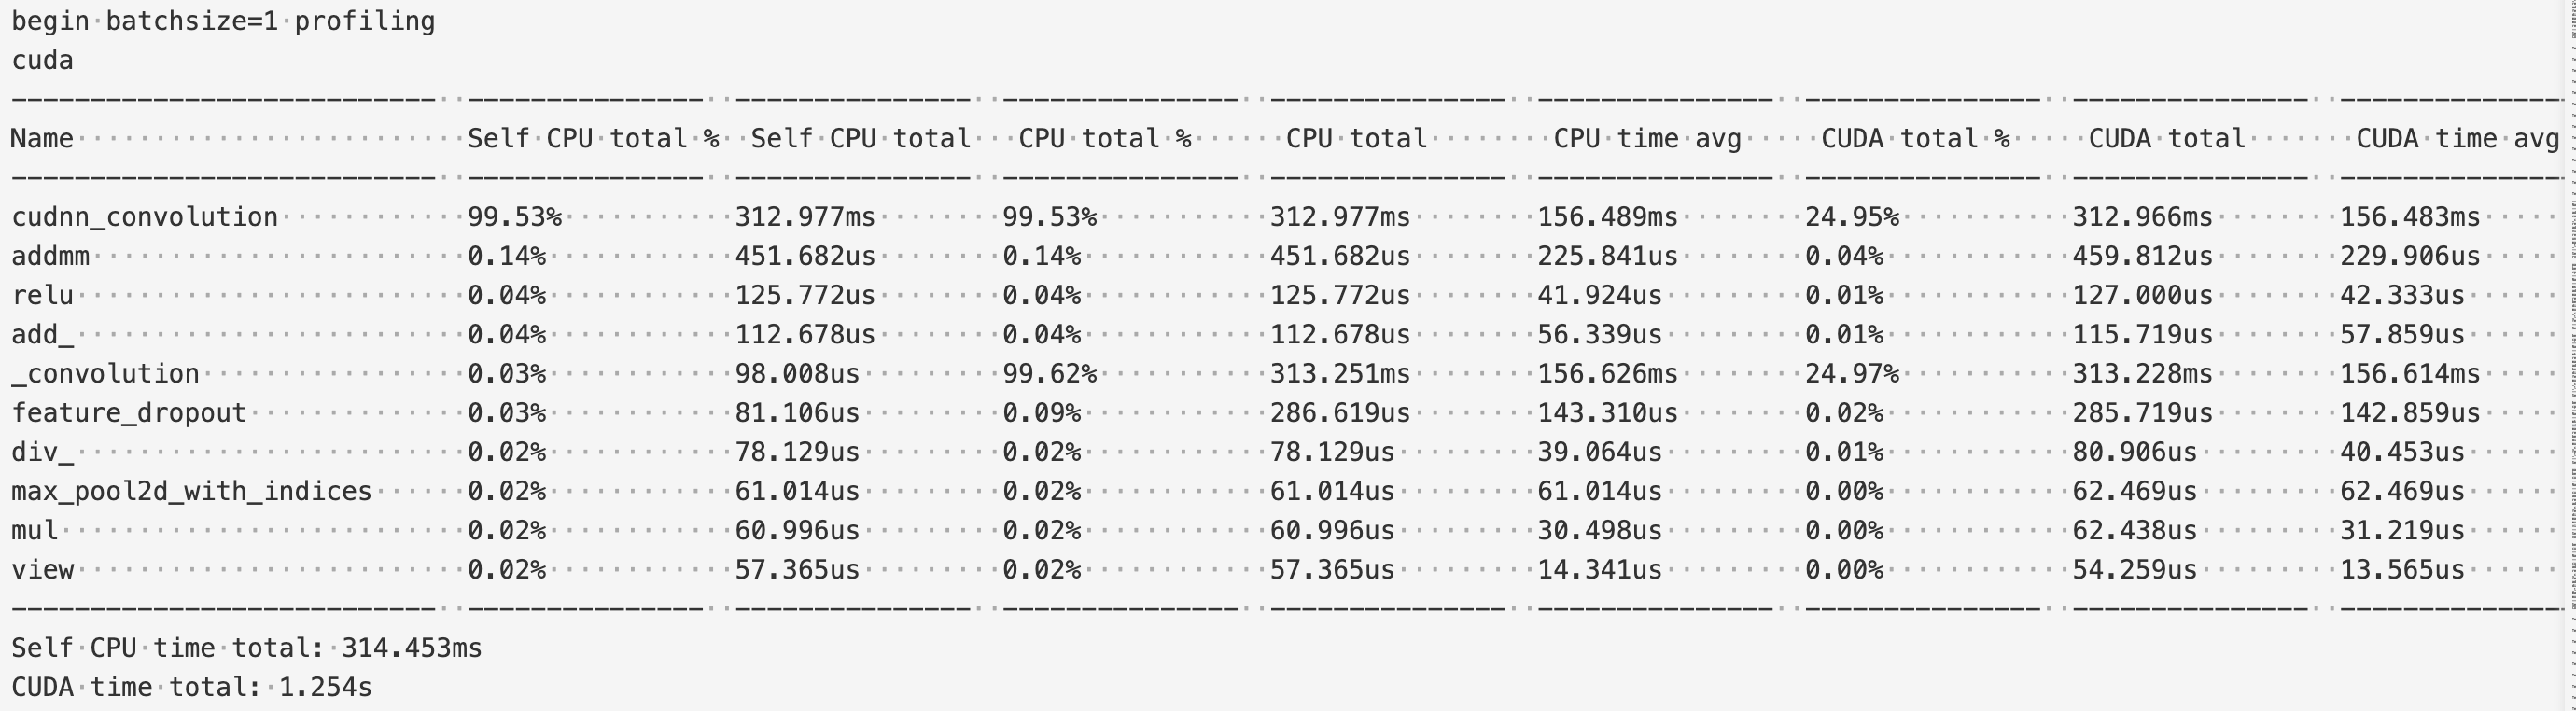 begin batchsize=1 profiling
cuda
---------------------------  ---------------  ---------------  ---------------  ---------------  ---------------  ---------------  ---------------  ---------------
Name                         Self CPU total %  Self CPU total   CPU total %      CPU total        CPU time avg     CUDA total %     CUDA total       CUDA time avg
---------------------------  ---------------  ---------------  ---------------  ---------------  ---------------  ---------------  ---------------  ---------------
cudnn_convolution            99.53%           312.977ms        99.53%           312.977ms        156.489ms        24.95%           312.966ms        156.483ms
addmm                        0.14%            451.682us        0.14%            451.682us        225.841us        0.04%            459.812us        229.906us
relu                         0.04%            125.772us        0.04%            125.772us        41.924us         0.01%            127.000us        42.333us
add_                         0.04%            112.678us        0.04%            112.678us        56.339us         0.01%            115.719us        57.859us
_convolution                 0.03%            98.008us         99.62%           313.251ms        156.626ms        24.97%           313.228ms        156.614ms
feature_dropout              0.03%            81.106us         0.09%            286.619us        143.310us        0.02%            285.719us        142.859us
div_                         0.02%            78.129us         0.02%            78.129us         39.064us         0.01%            80.906us         40.453us
max_pool2d_with_indices      0.02%            61.014us         0.02%            61.014us         61.014us         0.00%            62.469us         62.469us
mul                          0.02%            60.996us         0.02%            60.996us         30.498us         0.00%            62.438us         31.219us
view                         0.02%            57.365us         0.02%            57.365us         14.341us         0.00%            54.259us         13.565us
---------------------------  ---------------  ---------------  ---------------  ---------------  ---------------  ---------------  ---------------  ---------------
Self CPU time total: 314.453ms
CUDA time total: 1.254s